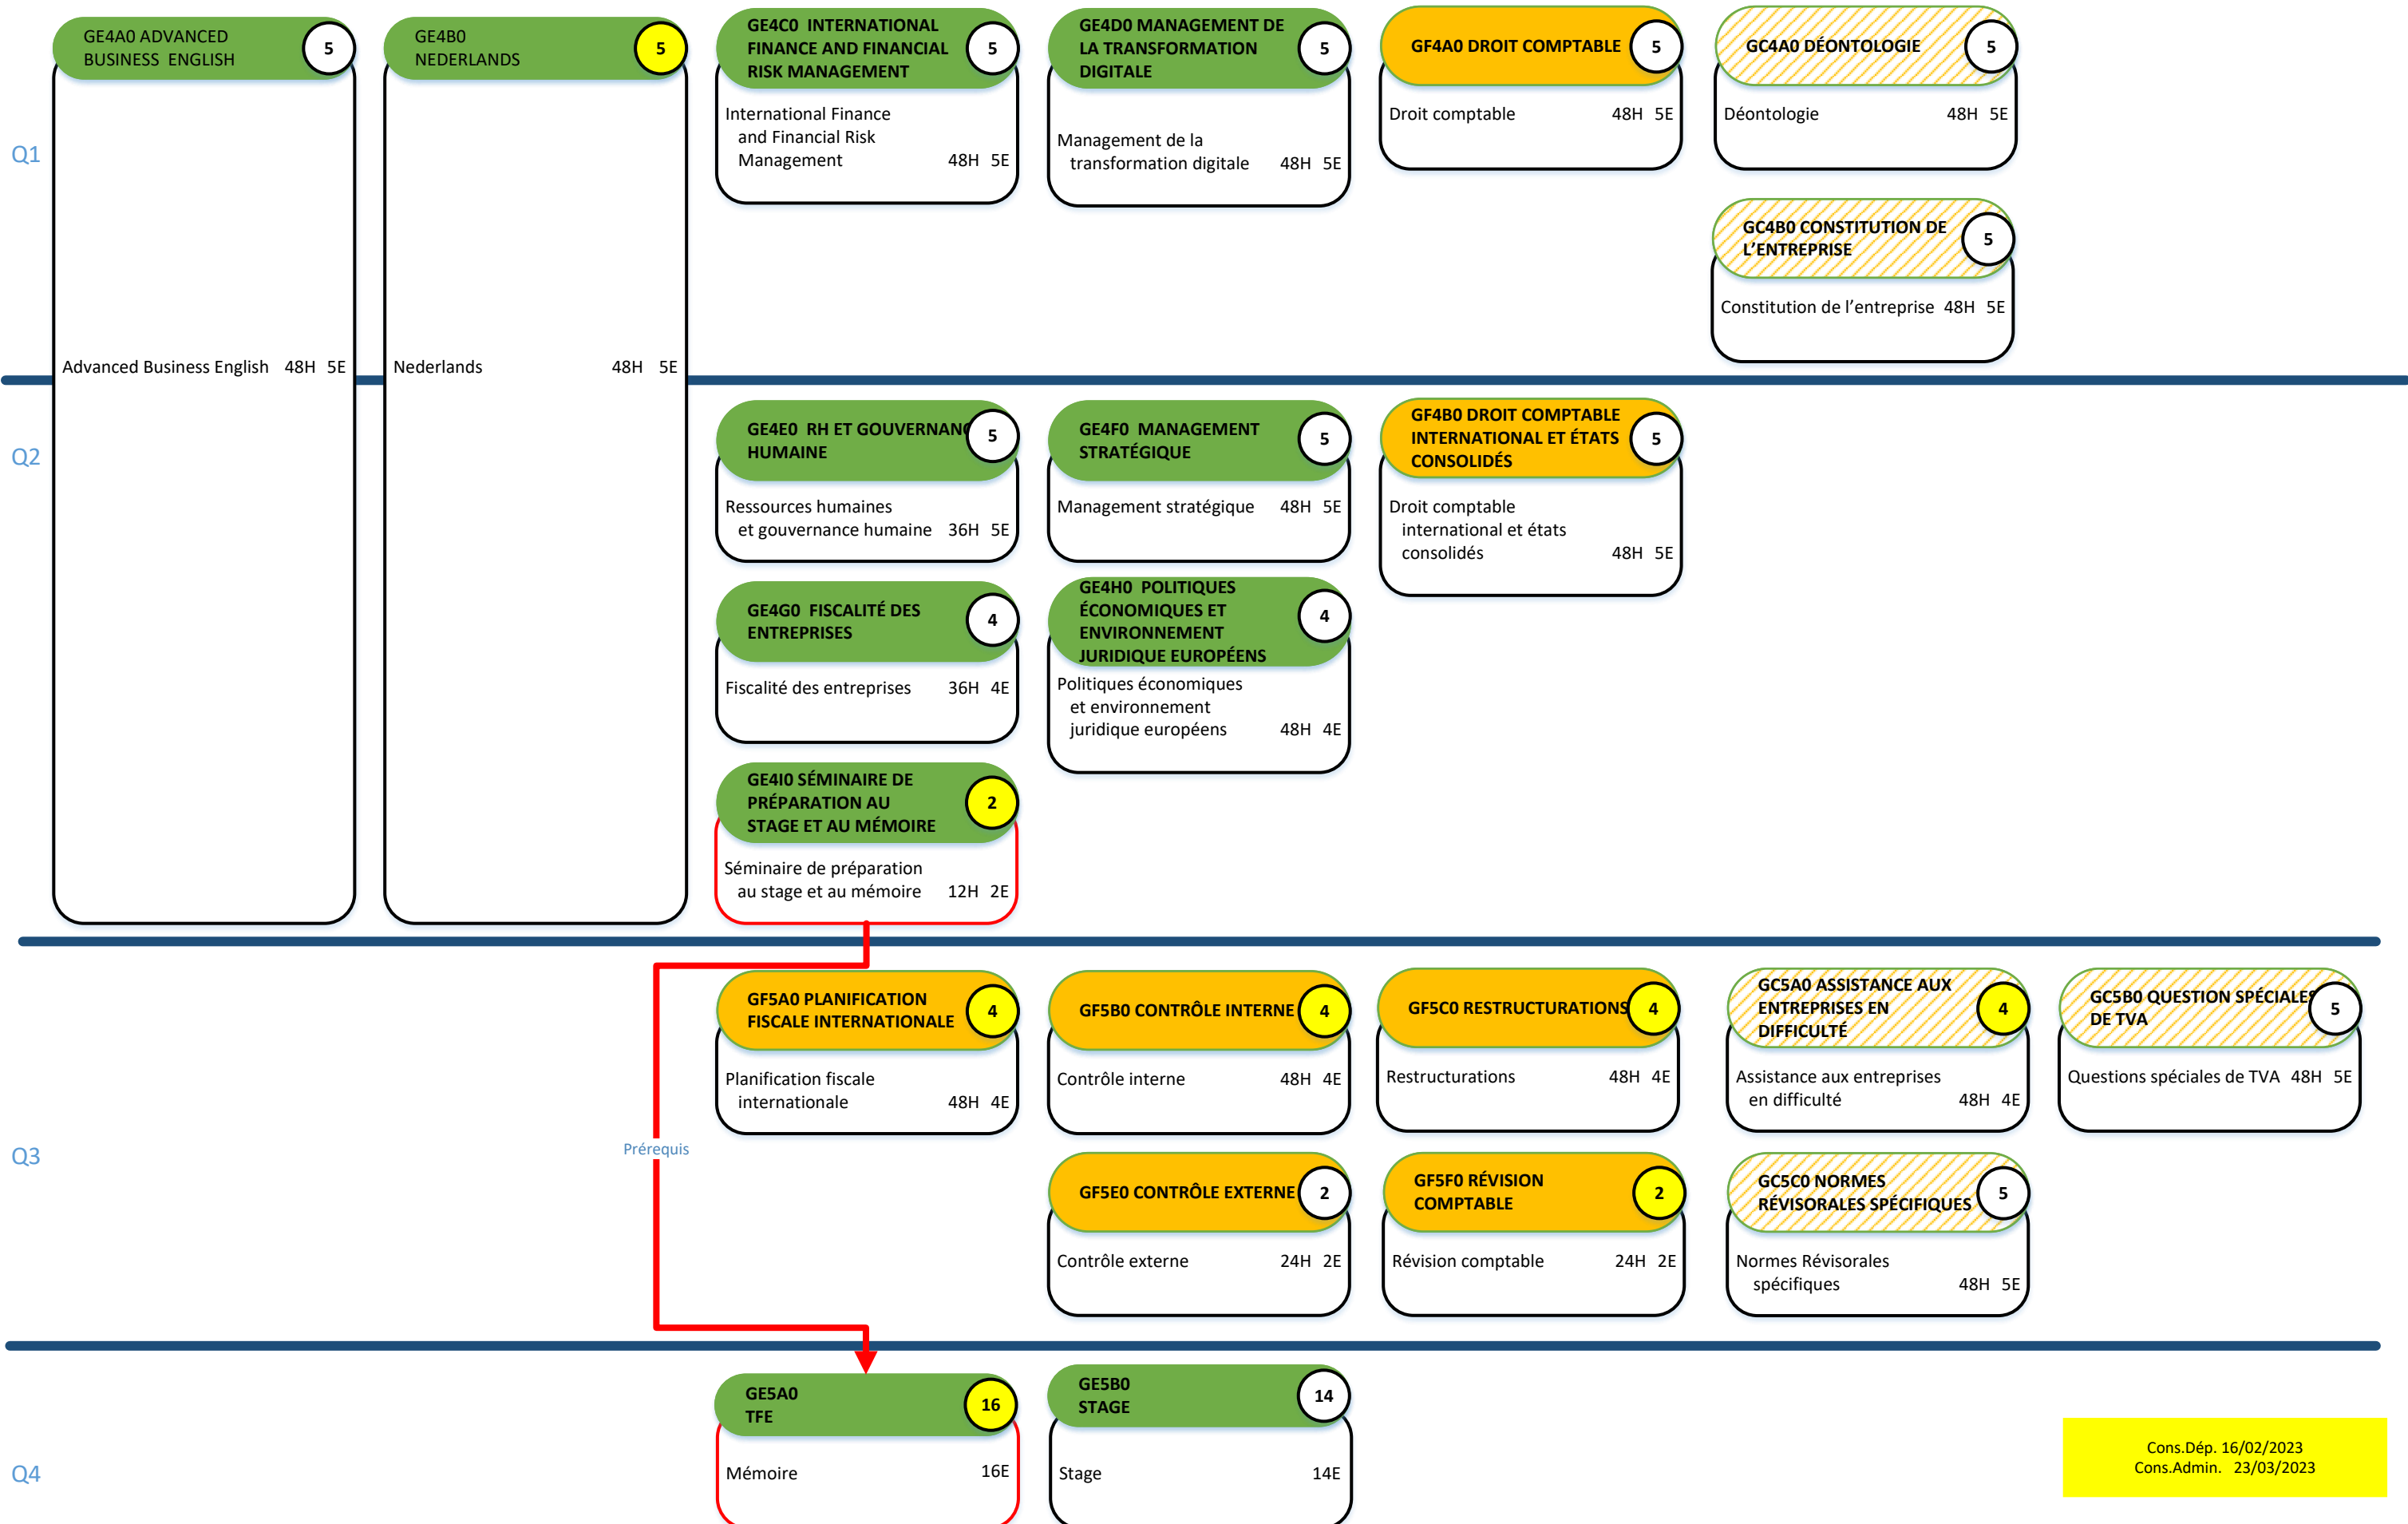 GE4A0 ADVANCED
BUSINESS ENGLISH
5
Advanced Business English 48H 5E
GE4B0
NEDERLANDS
5
Nederlands 48H 5E
Q1
GE4C0 INTERNATIONAL
FINANCE AND FINANCIAL
RISK MANAGEMENT
5
International Finance
and Financial Risk
Management 48H 5E
GE4D0 MANAGEMENT DE
LA TRANSFORMATION
DIGITALE
5
Management de la
transformation digitale 48H 5E
GF4A0 DROIT COMPTABLE
5
Droit comptable 48H 5E
GC4A0 DÉONTOLOGIE
5
Déontologie 48H 5E
GC4B0 CONSTITUTION DE
L’ENTREPRISE
5
Constitution de l’entreprise 48H 5E
Q2
GE4E0 RH ET GOUVERNANC
HUMAINE
5
Ressources humaines
et gouvernance humaine 36H 5E
GE4F0 MANAGEMENT
STRATÉGIQUE
5
Management stratégique 48H 5E
GF4B0 DROIT COMPTABLE
INTERNATIONAL ET ÉTATS
CONSOLIDÉS
5
Droit comptable
international et états
consolidés 48H 5E
GE4G0 FISCALITÉ DES
ENTREPRISES
4
Fiscalité des entreprises 36H 4E
GE4H0 POLITIQUES
ÉCONOMIQUES ET
ENVIRONNEMENT
JURIDIQUE EUROPÉENS
4
Politiques économiques
et environnement
juridique européens 48H 4E
GE4I0 SÉMINAIRE DE
PRÉPARATION AU
STAGE ET AU MÉMOIRE
2
Séminaire de préparation
au stage et au mémoire 12H 2E
Q3
Prérequis
GF5A0 PLANIFICATION
FISCALE INTERNATIONALE
4
Planification fiscale
internationale 48H 4E
GF5B0 CONTRÔLE INTERNE
4
Contrôle interne 48H 4E
GF5C0 RESTRUCTURATIONS
4
Restructurations 48H 4E
GC5A0 ASSISTANCE AUX
ENTREPRISES EN
DIFFICULTÉ
4
Assistance aux entreprises
en difficulté 48H 4E
GC5B0 QUESTION SPÉCIALES
DE TVA
5
Questions spéciales de TVA 48H 5E
GF5E0 CONTRÔLE EXTERNE
2
Contrôle externe 24H 2E
GF5F0 RÉVISION
COMPTABLE
2
Révision comptable 24H 2E
GC5C0 NORMES
RÉVISORALES SPÉCIFIQUES
5
Normes Révisorales
spécifiques 48H 5E
Q4
GE5A0
TFE
16
Mémoire 16E
GE5B0
STAGE
14
Stage 14E
Cons.Dép. 16/02/2023
Cons.Admin. 23/03/2023